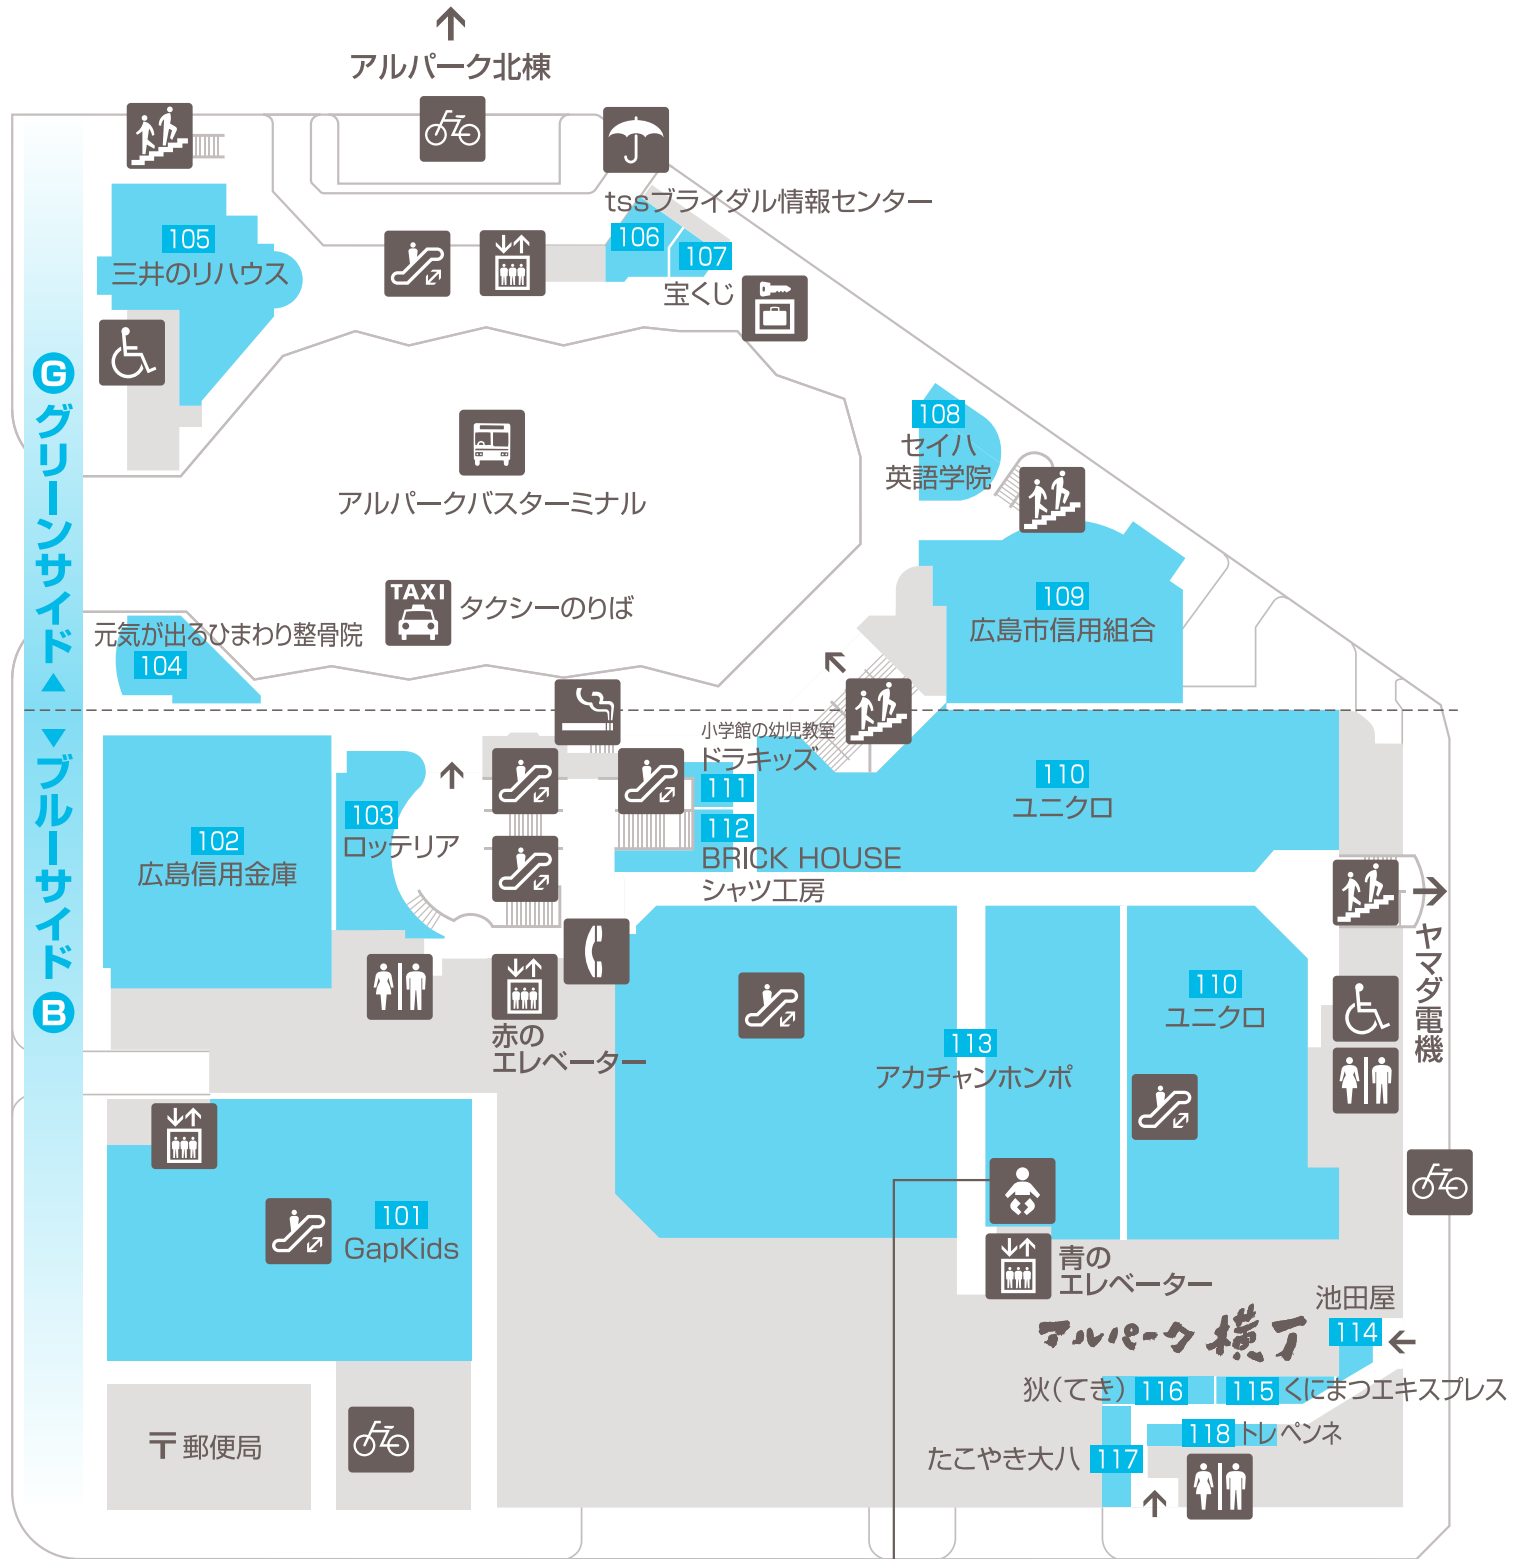 アルパーク北棟
tssブライダル情報センター
106
107
宝くじ
105
三井のリハウス
G グリーンサイド▲
▼ブルーサイド B
アルパークバスターミナル
108
セイハ
英語学院
TAXI
タクシーのりば
109
広島市信用組合
元気が出るひまわり整骨院
104
小学館の幼児教室
ドラキッズ
111
112
BRICK HOUSE
シャツ工房
110
ユニクロ
103
ロッテリア
102
広島信用金庫
ヤマダ電機
赤の
エレベーター
113
アカチャンホンポ
110
ユニクロ
101
GapKids
青の
エレベーター
池田屋
114
アルパーク横丁
狄(てき)
116
115
くにまつエキスプレス
118
トレ ペンネ
たこやき大八
117
〒郵便局